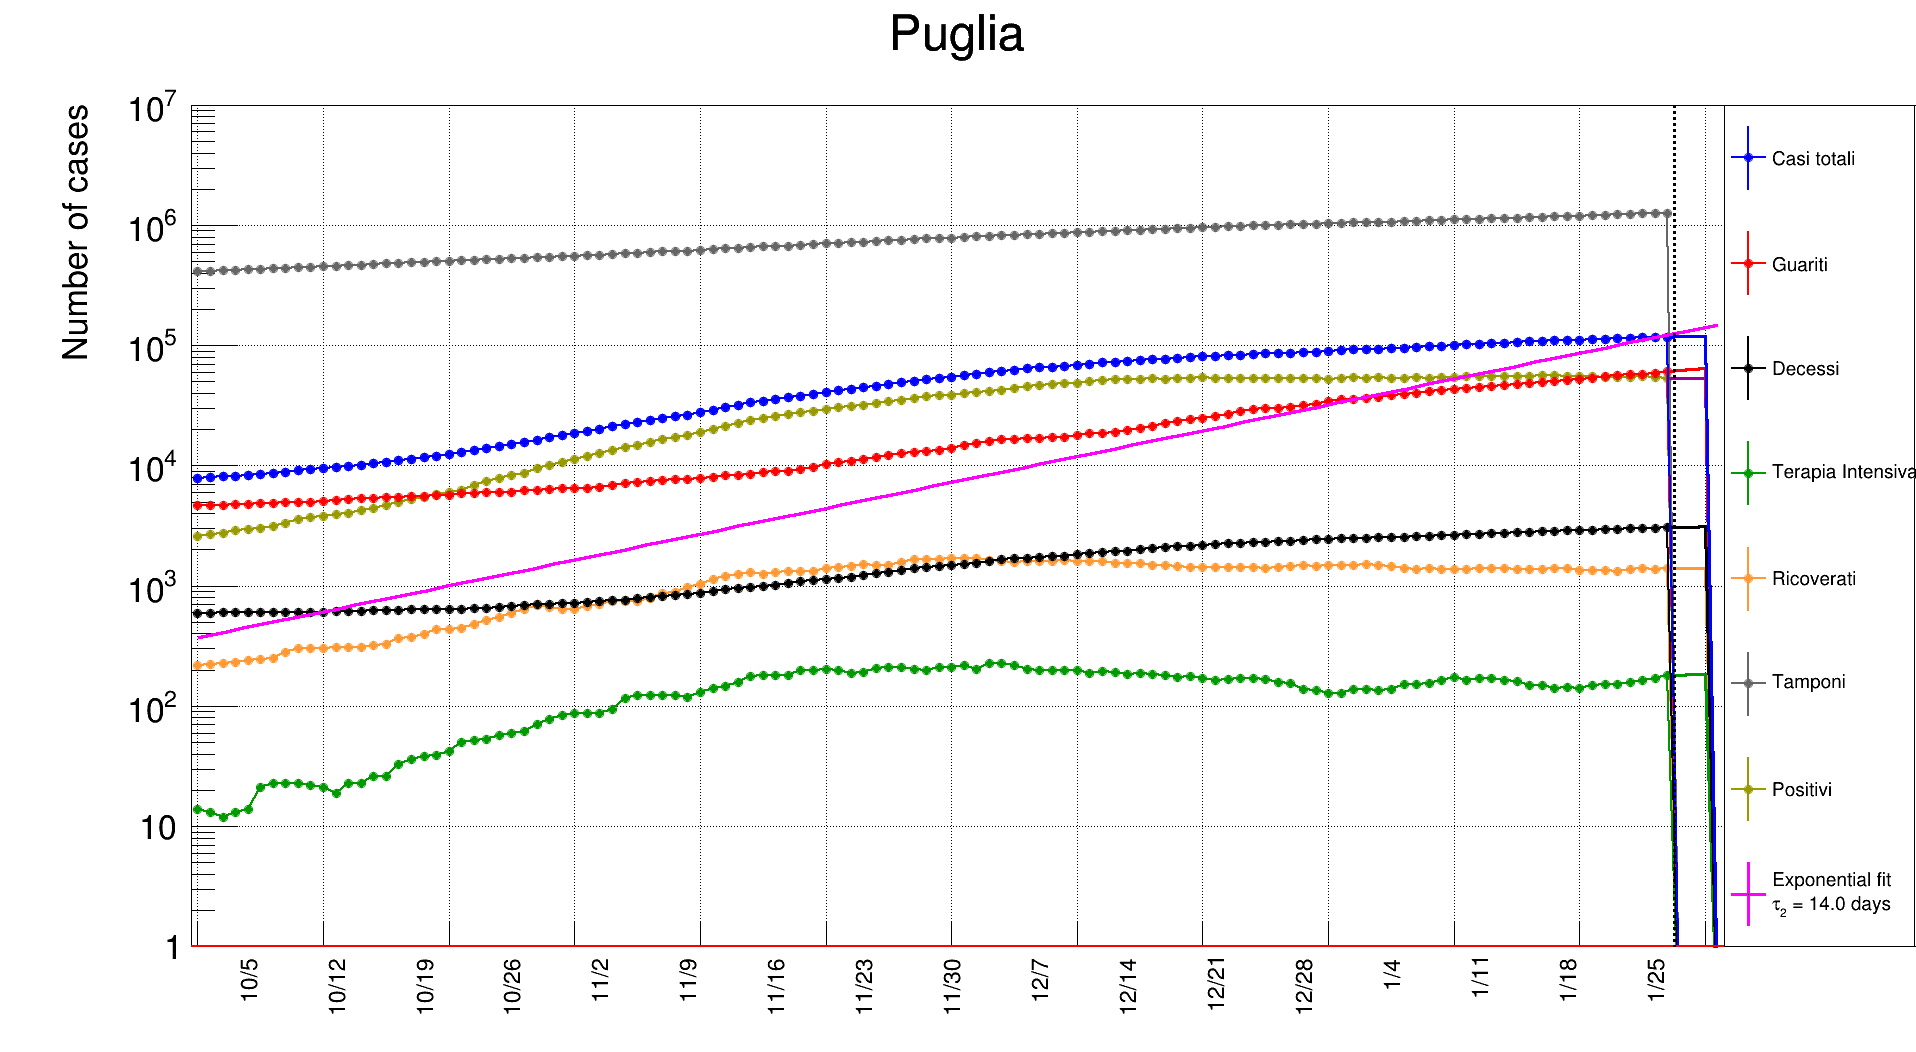 Puglia
Number of cases
10^7
10^6
10^5
10^4
10^3
10^2
10
1
10/5
10/12
10/19
10/26
11/2
11/9
11/16
11/23
11/30
12/7
12/14
12/21
12/28
1/4
1/11
1/18
1/25
Casi totali
Guariti
Decessi
Terapia Intensiva
Ricoverati
Tamponi
Positivi
Exponential fit
τ_2 = 14.0 days